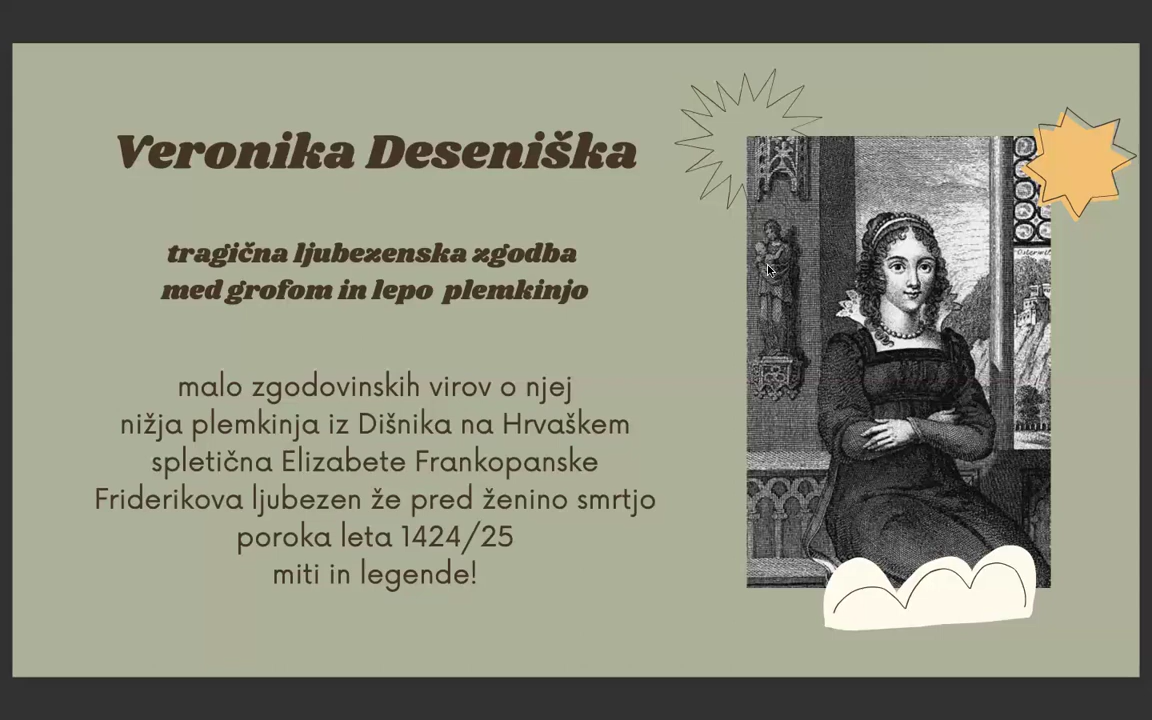 Veronika Deseniška
tragična ljubezenska zgodba
med grofom in lepo plemkinjo
malo zgodovinskih virov o njej
nižja plemkinja iz Dišnika na Hrvaškem
spletična Elizabete Frankopanske
Friderikova ljubezen že pred ženino smrtjo
poroka leta 1424/25
miti in legende!